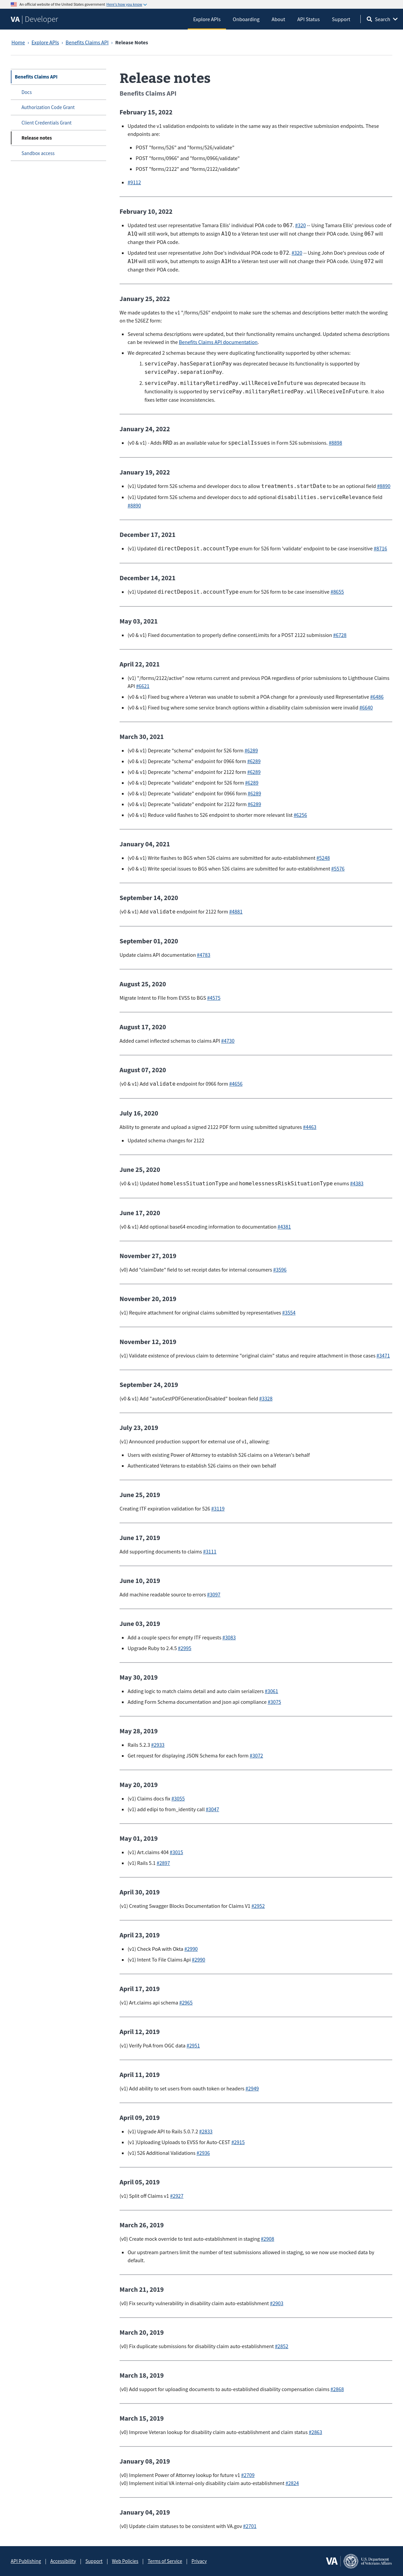 An official website of the United States government Here's how you know
VA | Developer
Explore APIs
Onboarding
About
API Status
Support
Search
Home › Explore APIs › Benefits Claims API › Release Notes
Benefits Claims API
Docs
Authorization Code Grant
Client Credentials Grant
Release notes
Sandbox access
Release notes
Benefits Claims API
February 15, 2022
Updated the v1 validation endpoints to validate in the same way as their respective submission endpoints. These
endpoints are:
POST "forms/526" and "forms/526/validate"
POST "forms/0966" and "forms/0966/validate"
POST "forms/2122" and "forms/2122/validate"
#9112
February 10, 2022
Updated test user representative Tamara Ellis' individual POA code to 067. #320 -- Using Tamara Ellis' previous code of
A1Q will still work, but attempts to assign A1Q to a Veteran test user will not change their POA code. Using 067 will
change their POA code.
Updated test user representative John Doe's individual POA code to 072. #320 -- Using John Doe's previous code of
A1H will still work, but attempts to assign A1H to a Veteran test user will not change their POA code. Using 072 will
change their POA code.
January 25, 2022
We made updates to the v1 "/forms/526" endpoint to make sure the schemas and descriptions better match the wording
on the 526EZ form:
Several schema descriptions were updated, but their functionality remains unchanged. Updated schema descriptions
can be reviewed in the Benefits Claims API documentation.
We deprecated 2 schemas because they were duplicating functionality supported by other schemas:
1. servicePay.hasSeparationPay was deprecated because its functionality is supported by
servicePay.separationPay.
2. servicePay.militaryRetiredPay.willReceiveInfuture was deprecated because its
functionality is supported by servicePay.militaryRetiredPay.willReceiveInFuture. It also
fixes letter case inconsistencies.
January 24, 2022
(v0 & v1) - Adds RRD as an available value for specialIssues in Form 526 submissions. #8898
January 19, 2022
(v1) Updated form 526 schema and developer docs to allow treatments.startDate to be an optional field #8890
(v1) Updated form 526 schema and developer docs to add optional disabilities.serviceRelevance field
#8890
December 17, 2021
(v1) Updated directDeposit.accountType enum for 526 form 'validate' endpoint to be case insensitive #8716
December 14, 2021
(v1) Updated directDeposit.accountType enum for 526 form to be case insensitive #8655
May 03, 2021
(v0 & v1) Fixed documentation to properly define consentLimits for a POST 2122 submission #6728
April 22, 2021
(v1) "/forms/2122/active" now returns current and previous POA regardless of prior submissions to Lighthouse Claims
API #6621
(v0 & v1) Fixed bug where a Veteran was unable to submit a POA change for a previously used Representative #6486
(v0 & v1) Fixed bug where some service branch options within a disability claim submission were invalid #6640
March 30, 2021
(v0 & v1) Deprecate "schema" endpoint for 526 form #6289
(v0 & v1) Deprecate "schema" endpoint for 0966 form #6289
(v0 & v1) Deprecate "schema" endpoint for 2122 form #6289
(v0 & v1) Deprecate "validate" endpoint for 526 form #6289
(v0 & v1) Deprecate "validate" endpoint for 0966 form #6289
(v0 & v1) Deprecate "validate" endpoint for 2122 form #6289
(v0 & v1) Reduce valid flashes to 526 endpoint to shorter more relevant list #6256
January 04, 2021
(v0 & v1) Write flashes to BGS when 526 claims are submitted for auto-establishment #5248
(v0 & v1) Write special issues to BGS when 526 claims are submitted for auto-establishment #5576
September 14, 2020
(v0 & v1) Add validate endpoint for 2122 form #4881
September 01, 2020
Update claims API documentation #4783
August 25, 2020
Migrate Intent to File from EVSS to BGS #4575
August 17, 2020
Added camel inflected schemas to claims API #4730
August 07, 2020
(v0 & v1) Add validate endpoint for 0966 form #4656
July 16, 2020
Ability to generate and upload a signed 2122 PDF form using submitted signatures #4463
Updated schema changes for 2122
June 25, 2020
(v0 & v1) Updated homelessSituationType and homelessnessRiskSituationType enums #4383
June 17, 2020
(v0 & v1) Add optional base64 encoding information to documentation #4381
November 27, 2019
(v0) Add "claimDate" field to set receipt dates for internal consumers #3596
November 20, 2019
(v1) Require attachment for original claims submitted by representatives #3554
November 12, 2019
(v1) Validate existence of previous claim to determine "original claim" status and require attachment in those cases #3471
September 24, 2019
(v0 & v1) Add "autoCestPDFGenerationDisabled" boolean field #3328
July 23, 2019
(v1) Announced production support for external use of v1, allowing:
Users with existing Power of Attorney to establish 526 claims on a Veteran's behalf
Authenticated Veterans to establish 526 claims on their own behalf
June 25, 2019
Creating ITF expiration validation for 526 #3119
June 17, 2019
Add supporting documents to claims #3111
June 10, 2019
Add machine readable source to errors #3097
June 03, 2019
Add a couple specs for empty ITF requests #3083
Upgrade Ruby to 2.4.5 #2995
May 30, 2019
Adding logic to match claims detail and auto claim serializers #3061
Adding Form Schema documentation and json api compliance #3075
May 28, 2019
Rails 5.2.3 #2933
Get request for displaying JSON Schema for each form #3072
May 20, 2019
(v1) Claims docs fix #3055
(v1) add edipi to from_identity call #3047
May 01, 2019
(v1) Art.claims 404 #3015
(v1) Rails 5.1 #2897
April 30, 2019
(v1) Creating Swagger Blocks Documentation for Claims V1 #2952
April 23, 2019
(v1) Check PoA with Okta #2990
(v1) Intent To File Claims Api #2990
April 17, 2019
(v1) Art.claims api schema #2965
April 12, 2019
(v1) Verify PoA from OGC data #2951
April 11, 2019
(v1) Add ability to set users from oauth token or headers #2949
April 09, 2019
(v1) Upgrade API to Rails 5.0.7.2 #2833
(v1 )Uploading Uploads to EVSS for Auto-CEST #2915
(v1) 526 Additional Validations #2936
April 05, 2019
(v1) Split off Claims v1 #2927
March 26, 2019
(v0) Create mock override to test auto-establishment in staging #2908
Our upstream partners limit the number of test submissions allowed in staging, so we now use mocked data by
default.
March 21, 2019
(v0) Fix security vulnerability in disability claim auto-establishment #2903
March 20, 2019
(v0) Fix duplicate submissions for disability claim auto-establishment #2852
March 18, 2019
(v0) Add support for uploading documents to auto-established disability compensation claims #2868
March 15, 2019
(v0) Improve Veteran lookup for disability claim auto-establishment and claim status #2863
January 08, 2019
(v0) Implement Power of Attorney lookup for future v1 #2709
(v0) Implement initial VA internal-only disability claim auto-establishment #2824
January 04, 2019
(v0) Update claim statuses to be consistent with VA.gov #2701
API Publishing | Accessibility | Support | Web Policies | Terms of Service | Privacy
VA | U.S. Department of Veterans Affairs